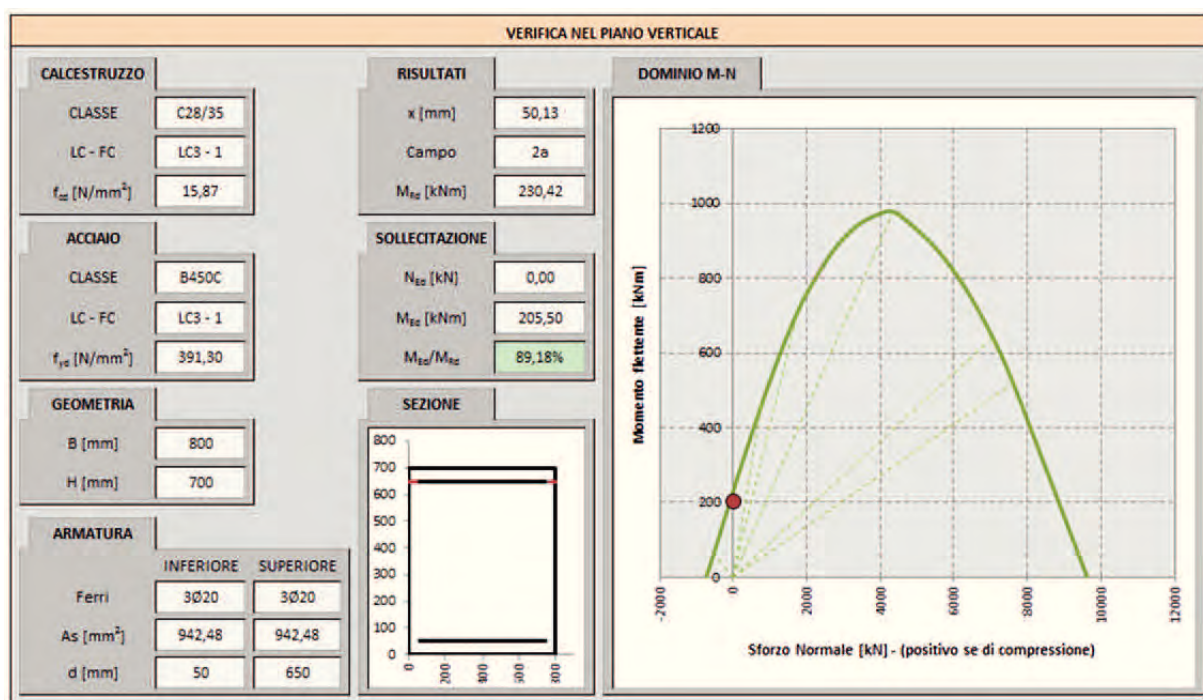 VERIFICA NEL PIANO VERTICALE
CALCESTRUZZO
CLASSE C28/35
LC - FC LC3 - 1
f_cd [N/mm²] 15,87
ACCIAIO
CLASSE B450C
LC - FC LC3 - 1
f_yd [N/mm²] 391,30
GEOMETRIA
B [mm] 800
H [mm] 700
ARMATURA
INFERIORE SUPERIORE
Ferri 3Ø20 3Ø20
As [mm²] 942,48 942,48
d [mm] 50 650
RISULTATI
x [mm] 50,13
Campo 2a
M_Rd [kNm] 230,42
SOLLECITAZIONE
N_Ed [kN] 0,00
M_Ed [kNm] 205,50
M_Ed/M_Rd 89,18%
SEZIONE
800
700
600
500
400
300
200
100
0
0 200 400 600 800
DOMINIO M-N
Momento flettente [kNm]
1200
1000
800
600
400
200
0
-2000 0 2000 4000 6000 8000 10000 12000
Sforzo Normale [kN] - (positivo se di compressione)